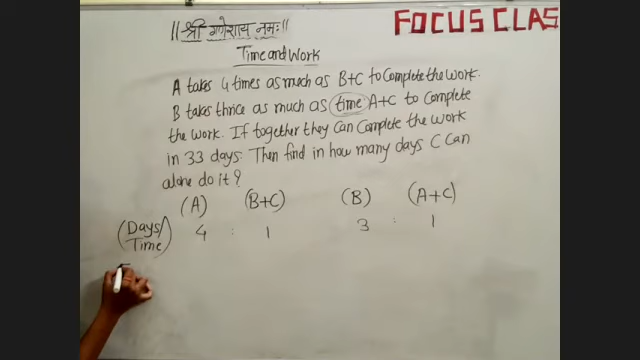 ||श्री गणेशाय नमः||
FOCUS CLAS
Time and Work
A takes 4 times as much as B+C to Complete the work.
B takes thrice as much as time A+C to Complete
the work. If together they Can Complete the work
in 33 days. Then find in how many days C Can
alone do it?
(A) (B+C) (B) (A+C)
(Days/Time) 4 : 1 3 : 1